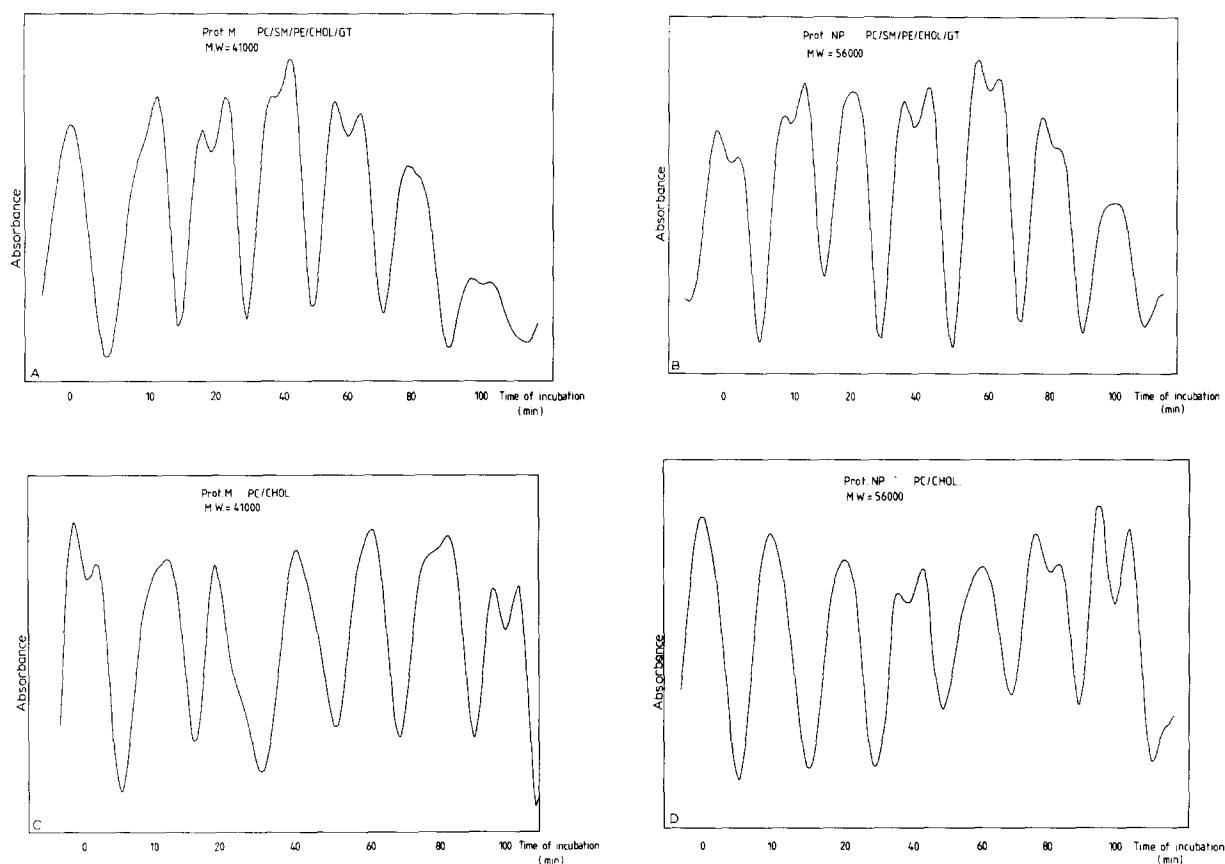 Prot M PC/SM/PE/CHOL/GT
M.W = 41000
Absorbance
A
0 10 20 40 60 80 100 Time of incubation
(min)
Prot NP PC/SM/PE/CHOL/GT
MW = 56000
Absorbance
B
0 10 20 40 60 80 100 Time of incubation
(min)
Prot. M PC/CHOL
M W. = 41000
Absorbance
C
0 10 20 40 60 80 100 Time of incubation
(min)
Prot. NP PC/CHOL.
M W. = 56000
Absorbance
D
0 10 20 40 60 80 100 Time of incubation
(min)